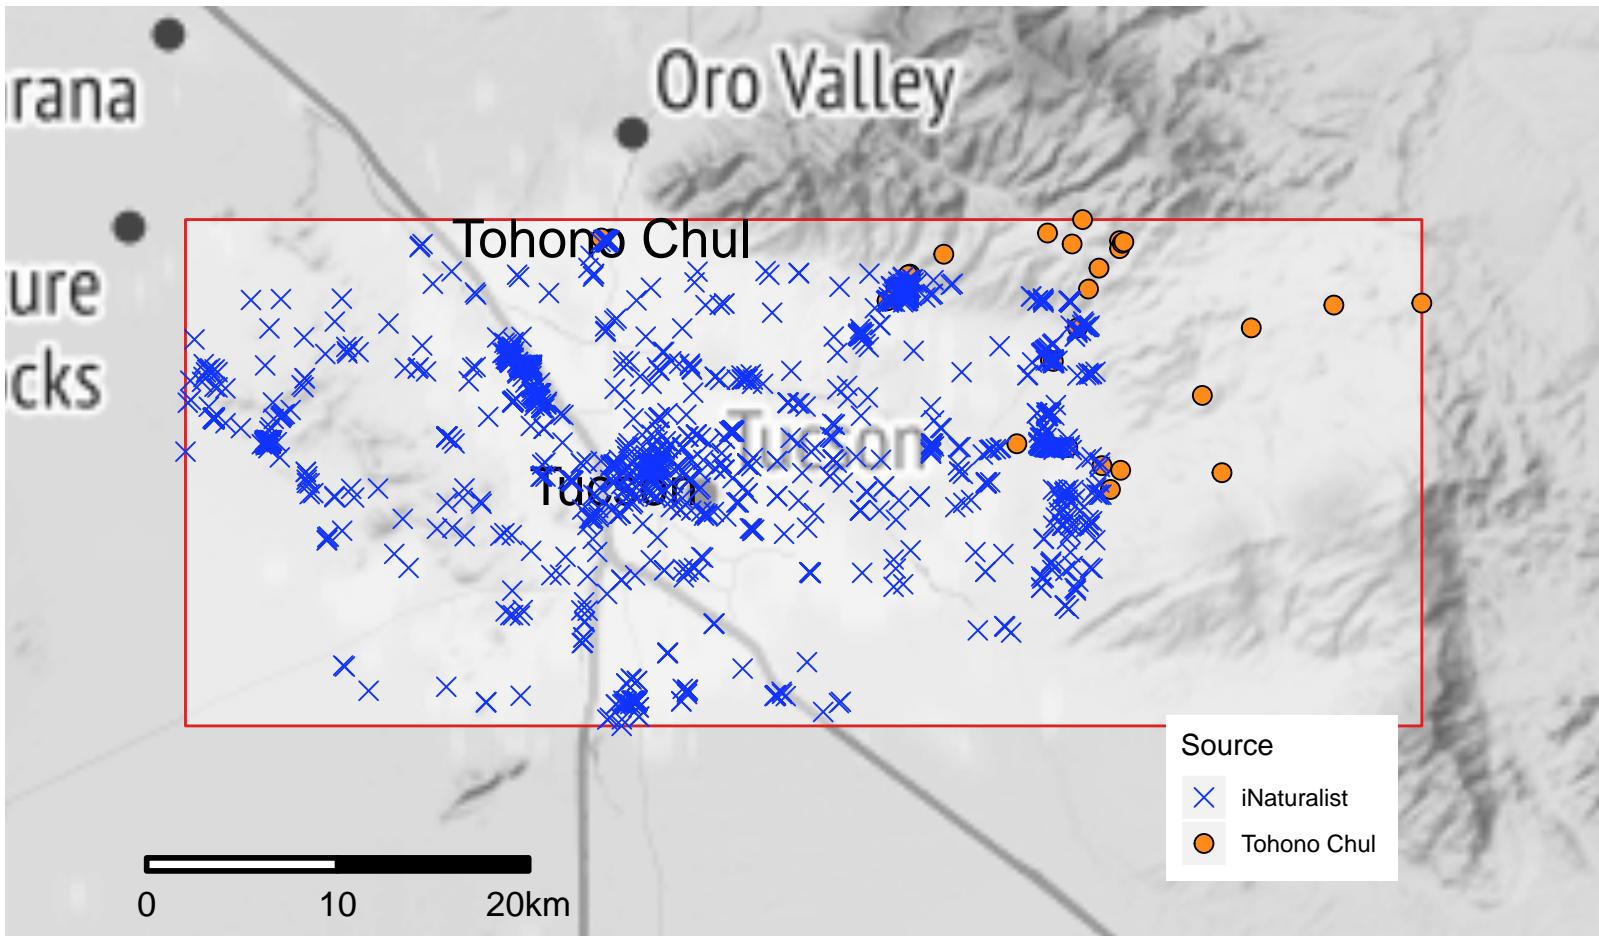 rana
Oro Valley
Tohono Chul
ure
cks
Tucson
Tucson
Source
iNaturalist
Tohono Chul
0
10
20km